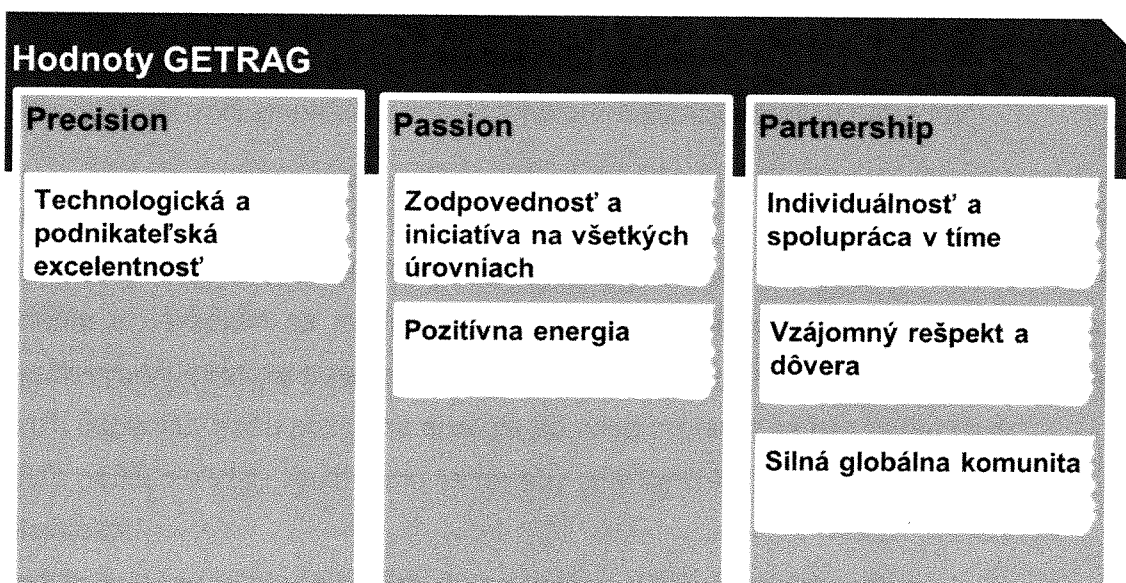 Hodnoty GETRAG
Precision
Technologická a
podnikateľská
excelentnosť
Passion
Zodpovednosť a
iniciatíva na všetkých
úrovniach
Pozitívna energia
Partnership
Individuálnosť a
spolupráca v tíme
Vzájomný rešpekt a
dôvera
Silná globálna komunita